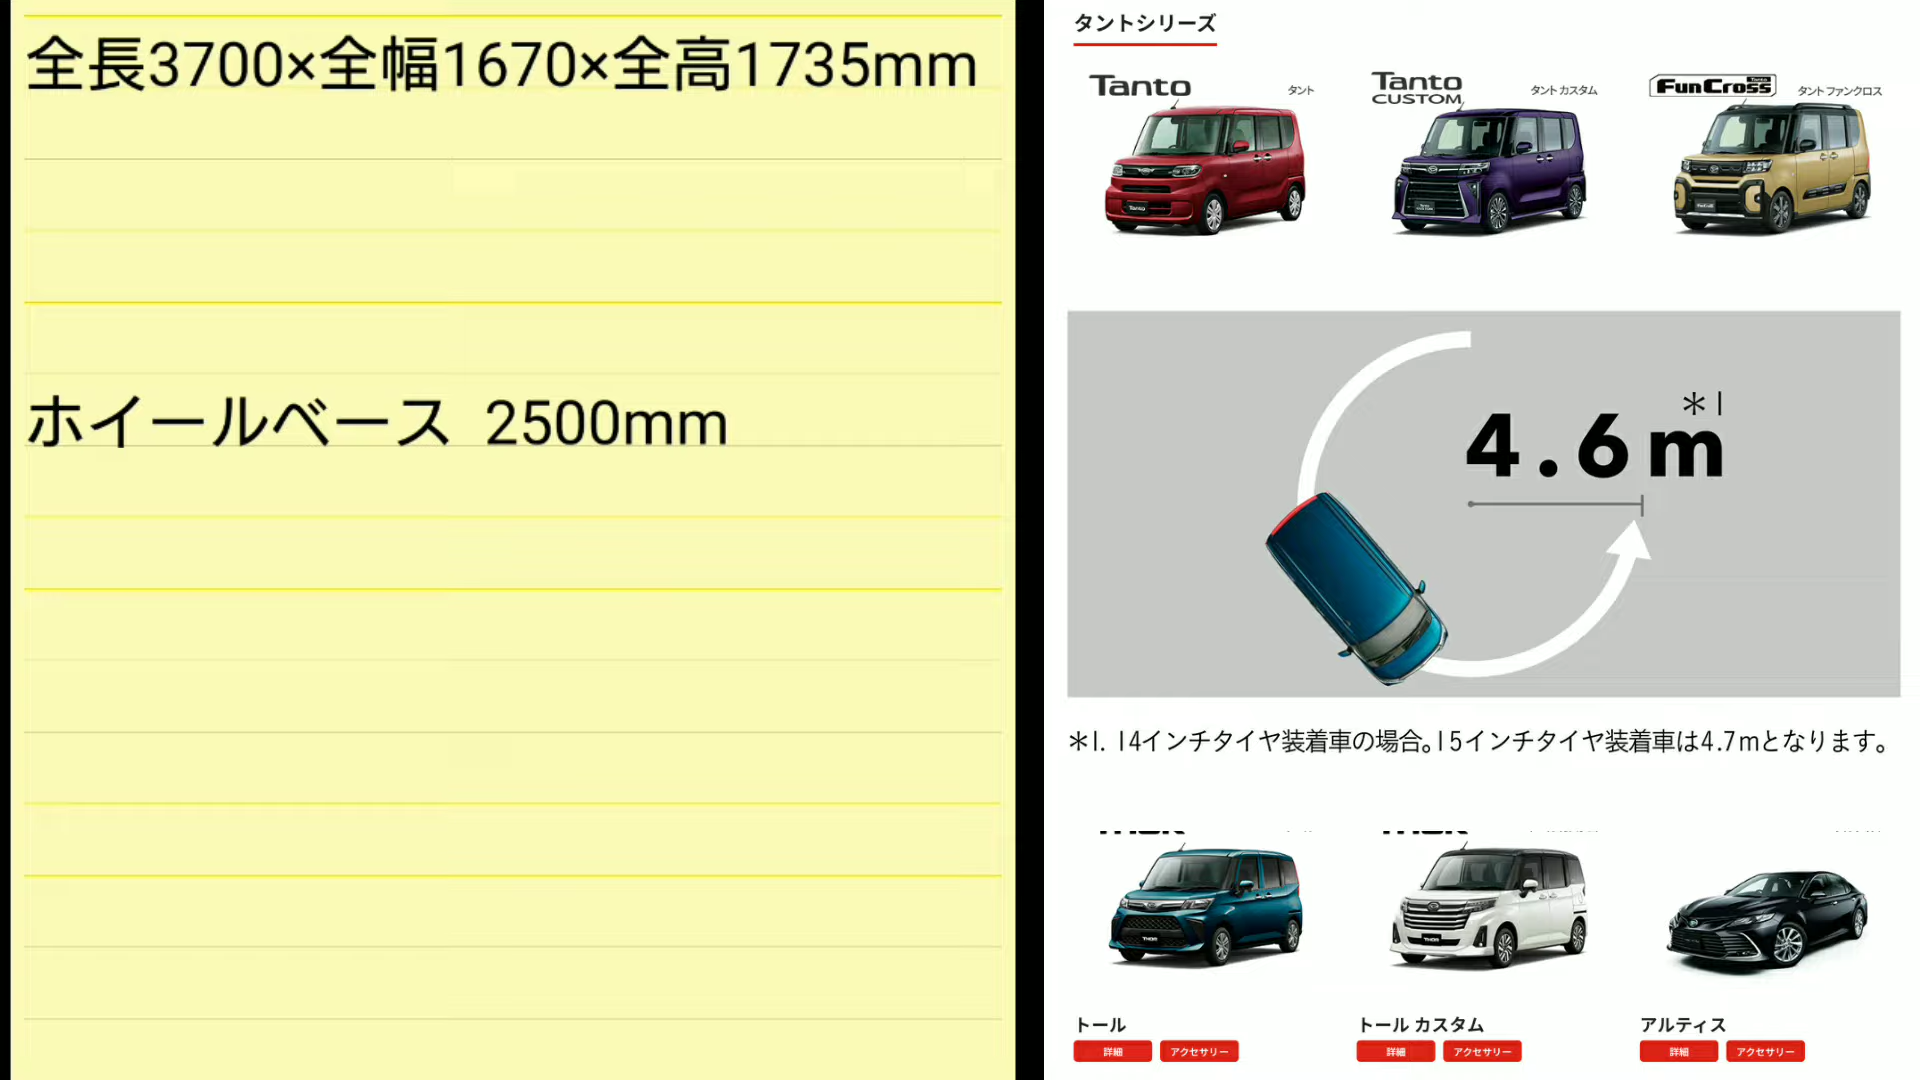 全長3700×全幅1670×全高1735mm
ホイールベース 2500mm
タントシリーズ
Tanto タント
Tanto CUSTOM タント カスタム
Tanto FunCross タント ファンクロス
4.6m
*1
*1. 14インチタイヤ装着車の場合。15インチタイヤ装着車は4.7mとなります。
トール
トール カスタム
アルティス
詳細 アクセサリー
詳細 アクセサリー
詳細 アクセサリー